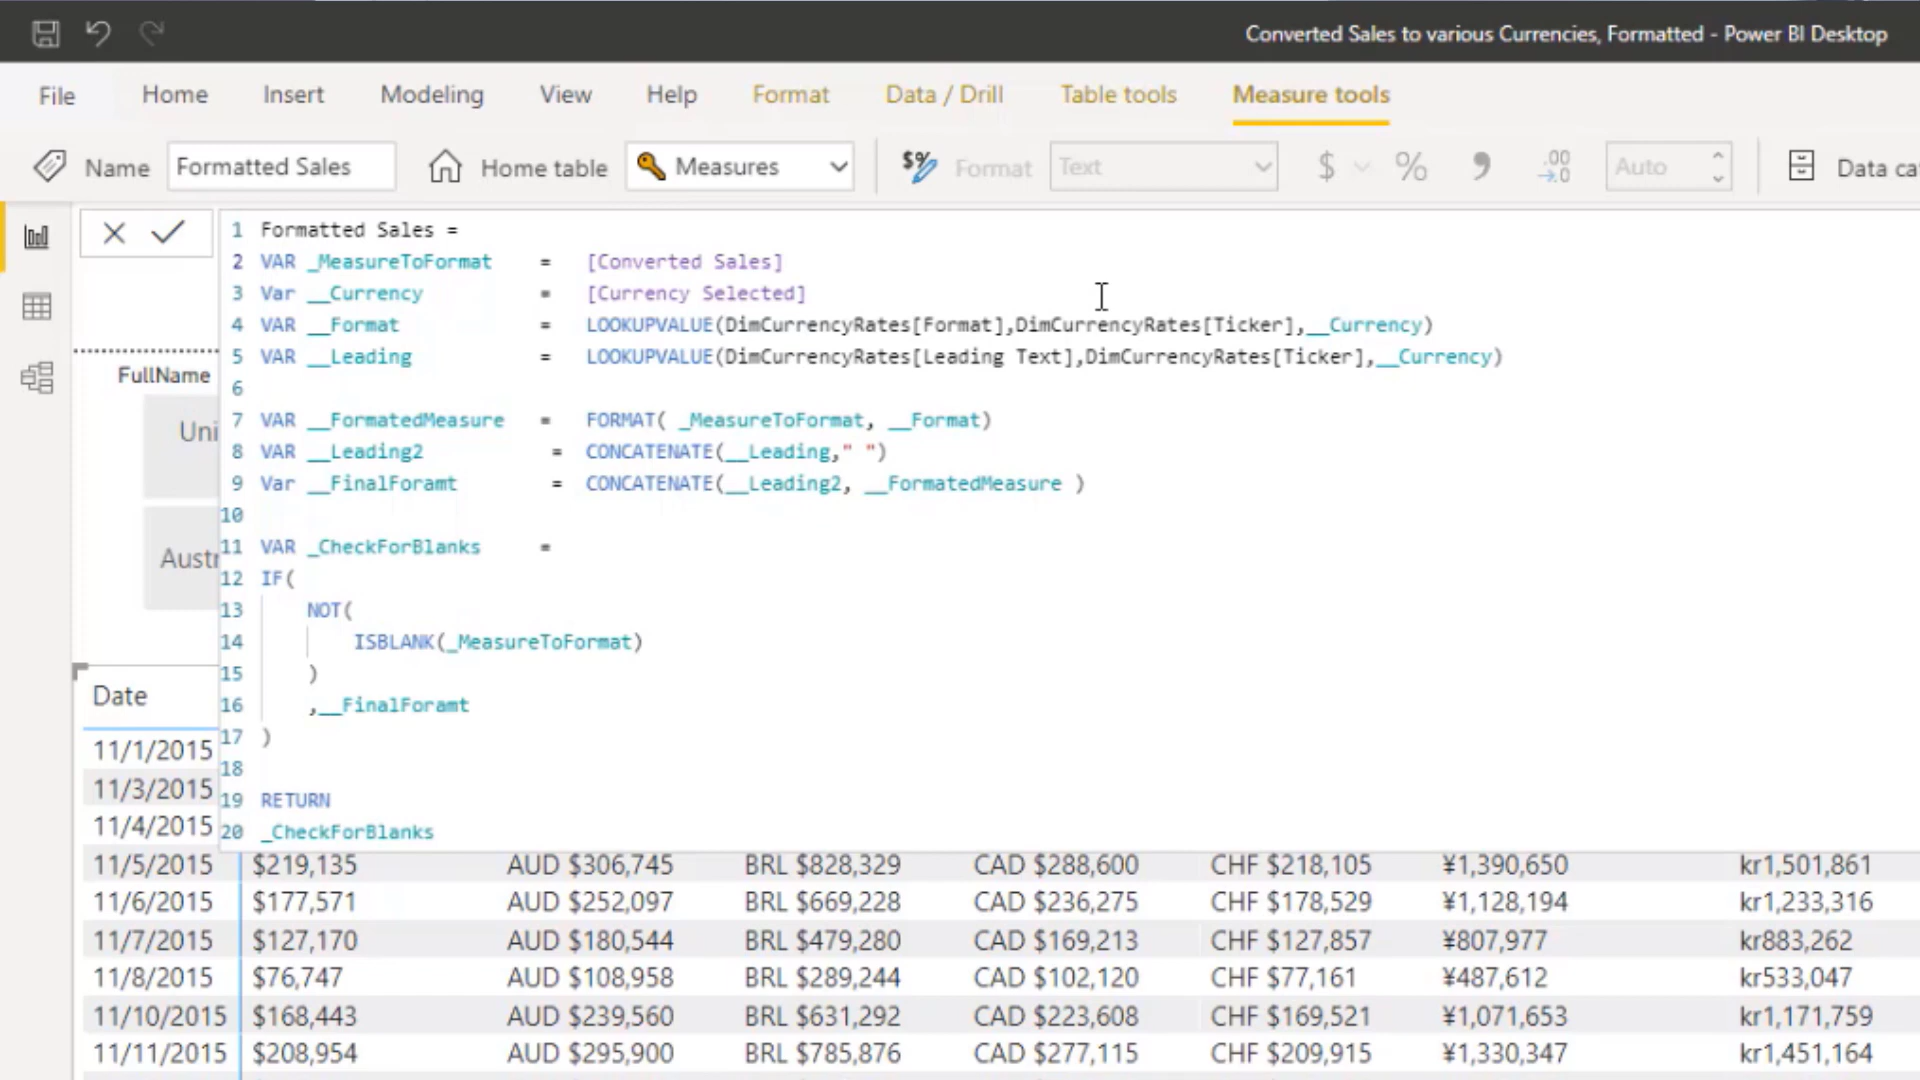 Converted Sales to various Currencies, Formatted - Power BI Desktop
File Home Insert Modeling View Help Format Data / Drill Table tools Measure tools
Name Formatted Sales Home table Measures $% Format Text $ % 9 .00 →.0 Auto Data ca
1 Formatted Sales =
2 VAR _MeasureToFormat = [Converted Sales]
3 Var __Currency = [Currency Selected]
4 VAR __Format = LOOKUPVALUE(DimCurrencyRates[Format],DimCurrencyRates[Ticker],__Currency)
5 VAR __Leading = LOOKUPVALUE(DimCurrencyRates[Leading Text],DimCurrencyRates[Ticker],__Currency)
6
7 VAR __FormatedMeasure = FORMAT( _MeasureToFormat, __Format)
8 VAR __Leading2 = CONCATENATE(__Leading," ")
9 Var __FinalForamt = CONCATENATE(__Leading2, __FormatedMeasure )
10
11 VAR _CheckForBlanks =
12 IF(
13 NOT(
14 ISBLANK(_MeasureToFormat)
15 )
16 ,__FinalForamt
17 )
18
19 RETURN
20 _CheckForBlanks
FullName
Uni
Austr
Date
11/1/2015
11/3/2015
11/4/2015
11/5/2015 $219,135 AUD $306,745 BRL $828,329 CAD $288,600 CHF $218,105 ¥1,390,650 kr1,501,861
11/6/2015 $177,571 AUD $252,097 BRL $669,228 CAD $236,275 CHF $178,529 ¥1,128,194 kr1,233,316
11/7/2015 $127,170 AUD $180,544 BRL $479,280 CAD $169,213 CHF $127,857 ¥807,977 kr883,262
11/8/2015 $76,747 AUD $108,958 BRL $289,244 CAD $102,120 CHF $77,161 ¥487,612 kr533,047
11/10/2015 $168,443 AUD $239,560 BRL $631,292 CAD $223,608 CHF $169,521 ¥1,071,653 kr1,171,759
11/11/2015 $208,954 AUD $295,900 BRL $785,876 CAD $277,115 CHF $209,915 ¥1,330,347 kr1,451,164